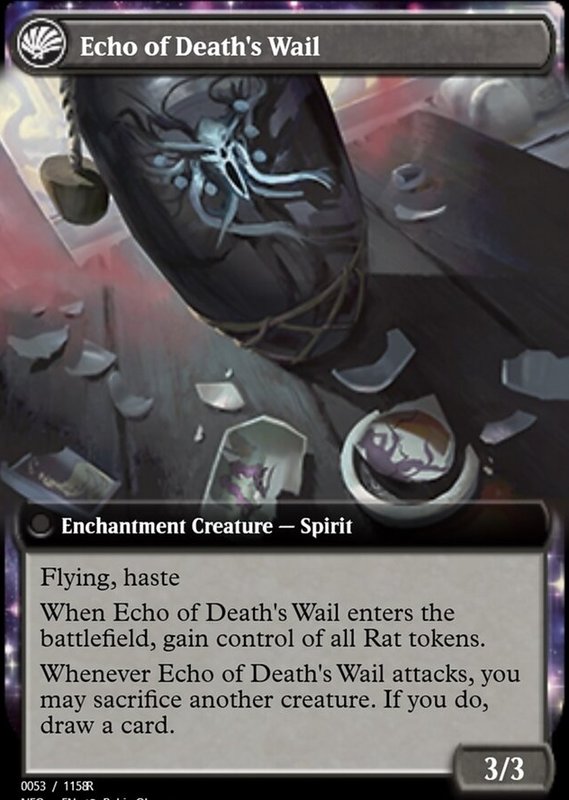 Echo of Death's Wail
Enchantment Creature — Spirit
Flying, haste
When Echo of Death's Wail enters the
battlefield, gain control of all Rat tokens.
Whenever Echo of Death's Wail attacks, you
may sacrifice another creature. If you do,
draw a card.
3/3
0053 / 1158R